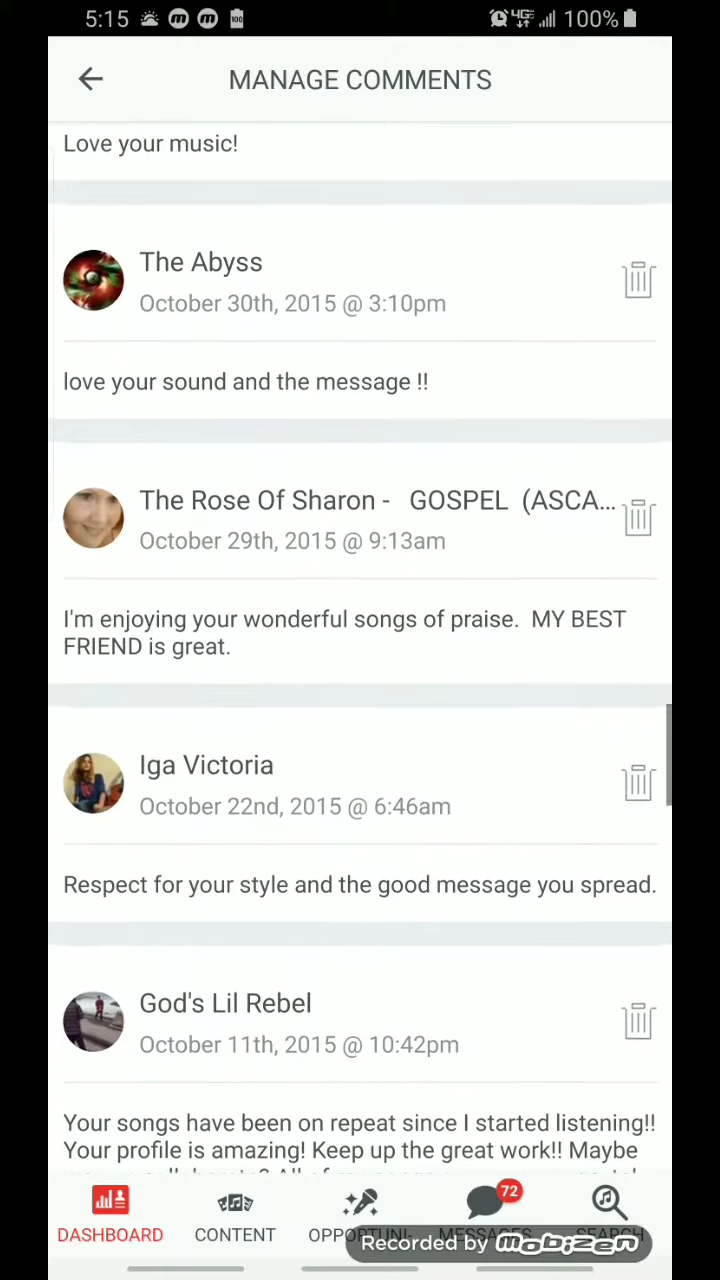 5:15
100
4GE
100%
MANAGE COMMENTS
Love your music!
The Abyss
October 30th, 2015 @ 3:10pm
love your sound and the message !!
The Rose Of Sharon - GOSPEL (ASCA...
October 29th, 2015 @ 9:13am
I'm enjoying your wonderful songs of praise. MY BEST
FRIEND is great.
Iga Victoria
October 22nd, 2015 @ 6:46am
Respect for your style and the good message you spread.
God's Lil Rebel
October 11th, 2015 @ 10:42pm
Your songs have been on repeat since I started listening!!
Your profile is amazing! Keep up the great work!! Maybe
72
DASHBOARD
CONTENT
MESSAGES
SEARCH
Recorded by mobizen